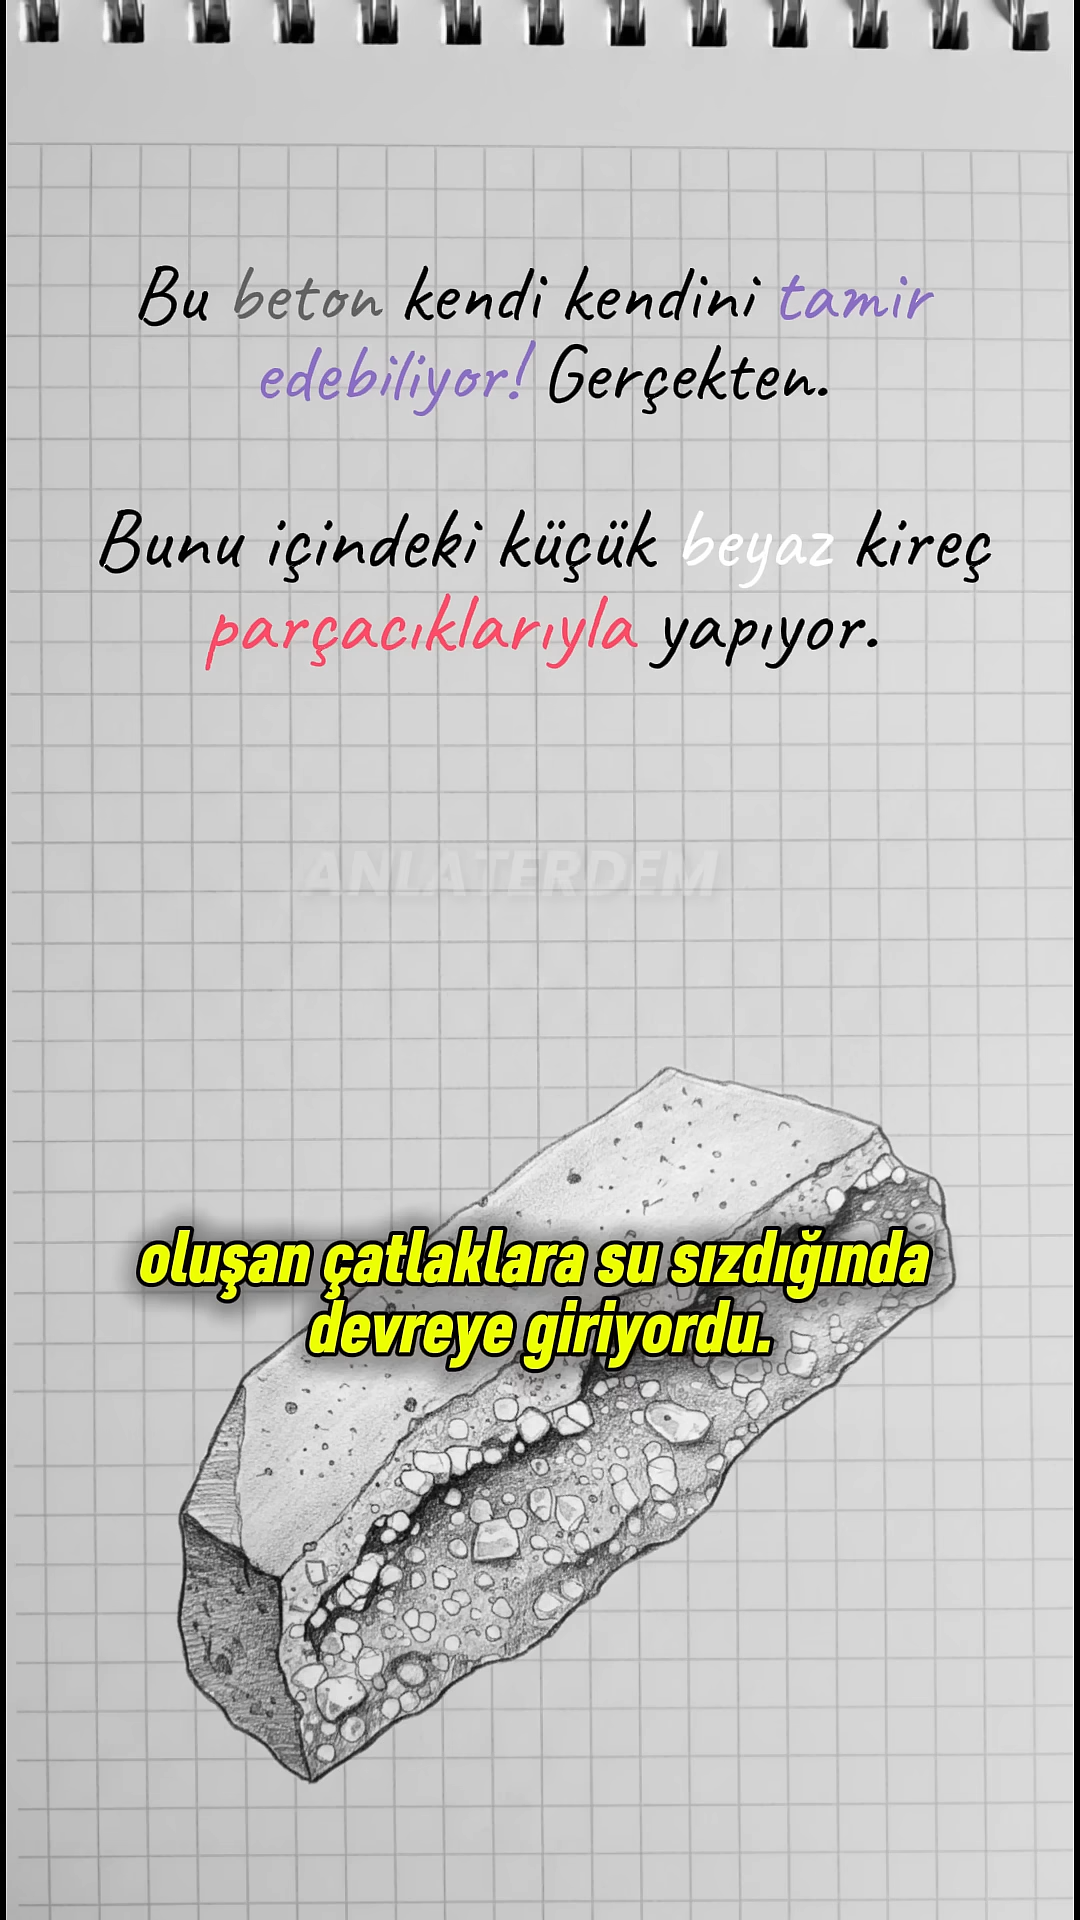 Bu beton kendi kendini tamir
edebiliyor! Gerçekten.
Bunu içindeki küçük beyaz kireç
parçacıklarıyla yapıyor.
ANLATERDEM
oluşan çatlaklara su sızdığında
devreye giriyordu.